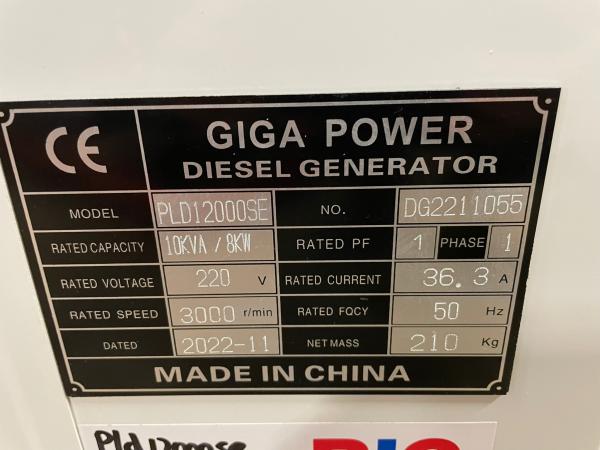 CE
GIGA POWER
DIESEL GENERATOR
MODEL PLD12000SE NO. DG2211055
RATED CAPACITY 10KVA / 8KW RATED PF 1 PHASE 1
RATED VOLTAGE 220 V RATED CURRENT 36.3 A
RATED SPEED 3000 r/min RATED FQCY 50 Hz
DATED 2022-11 NET MASS 210 Kg
MADE IN CHINA
Pld12000se